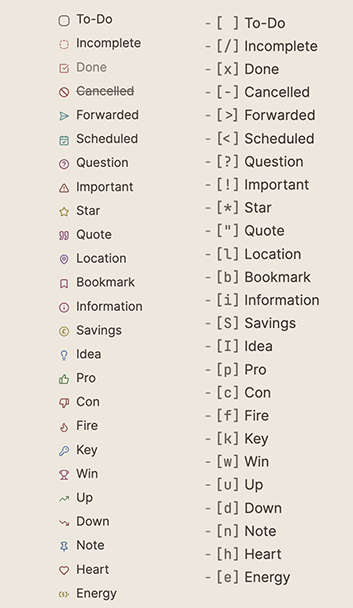 To-Do
Incomplete
Done
Cancelled
Forwarded
Scheduled
Question
Important
Star
Quote
Location
Bookmark
Information
Savings
Idea
Pro
Con
Fire
Key
Win
Up
Down
Note
Heart
Energy
- [ ] To-Do
- [/] Incomplete
- [x] Done
- [-] Cancelled
- [>] Forwarded
- [<] Scheduled
- [?] Question
- [!] Important
- [*] Star
- ["] Quote
- [l] Location
- [b] Bookmark
- [i] Information
- [S] Savings
- [I] Idea
- [p] Pro
- [c] Con
- [f] Fire
- [k] Key
- [w] Win
- [u] Up
- [d] Down
- [n] Note
- [h] Heart
- [e] Energy